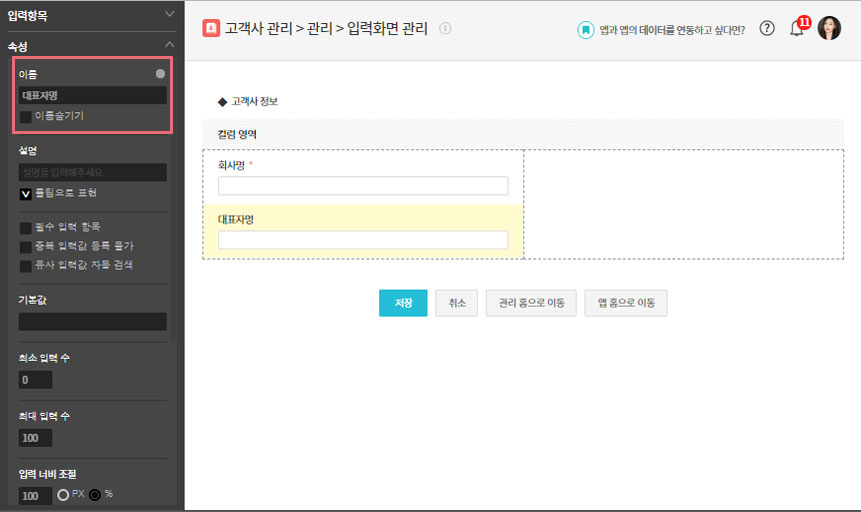 입력항목
속성
이름
대표자명
이름숨기기
설명
설명을 입력해주세요.
툴팁으로 표현
필수 입력 항목
중복 입력값 등록 불가
유사 입력값 자동 검색
기본값
최소 입력 수
0
최대 입력 수
100
입력 너비 조절
100 PX %
고객사 관리 > 관리 > 입력화면 관리
앱과 앱의 데이터를 연동하고 싶다면?
11
◆ 고객사 정보
컬럼 영역
회사명 *
대표자명
저장 취소 관리 홈으로 이동 앱 홈으로 이동